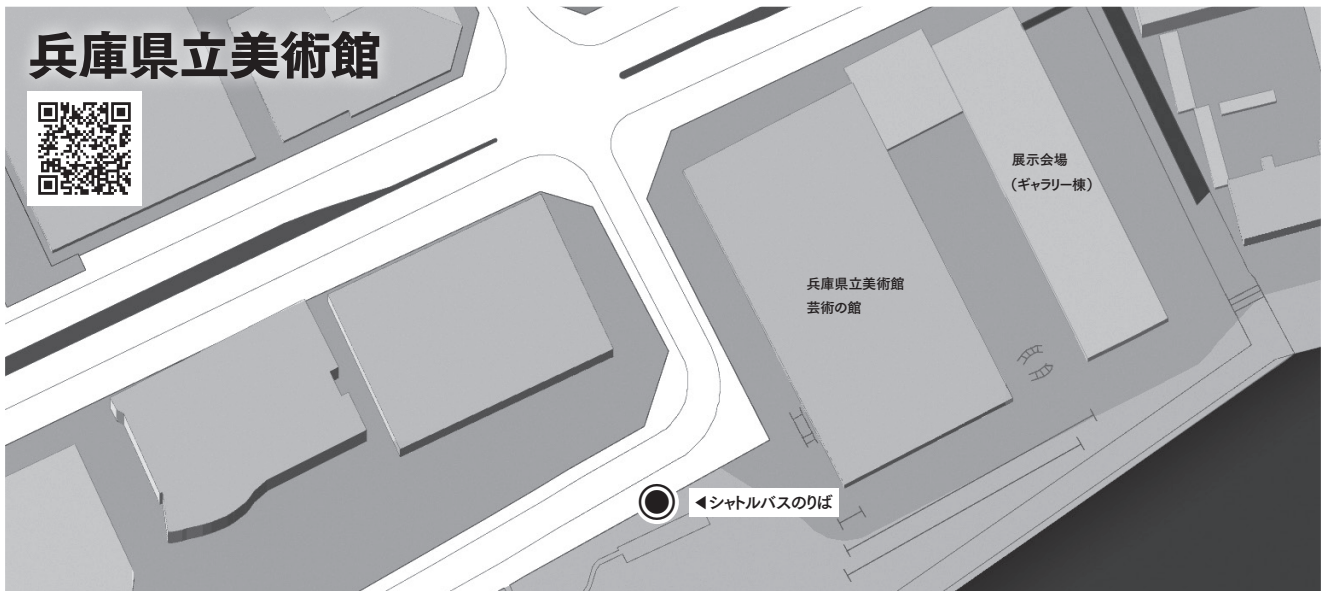 兵庫県立美術館
展示会場
（ギャラリー棟）
兵庫県立美術館
芸術の館
◀シャトルバスのりば